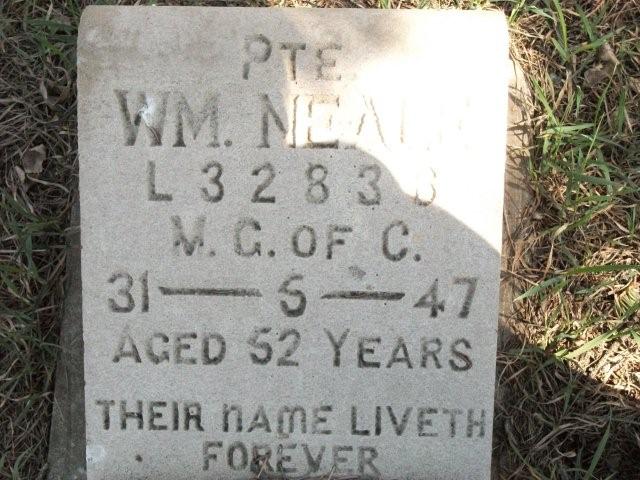 PTE.
WM.
M.G. OF C.
31 — 5 — 47
AGED 52 YEARS
THEIR NAME LIVETH
FOREVER